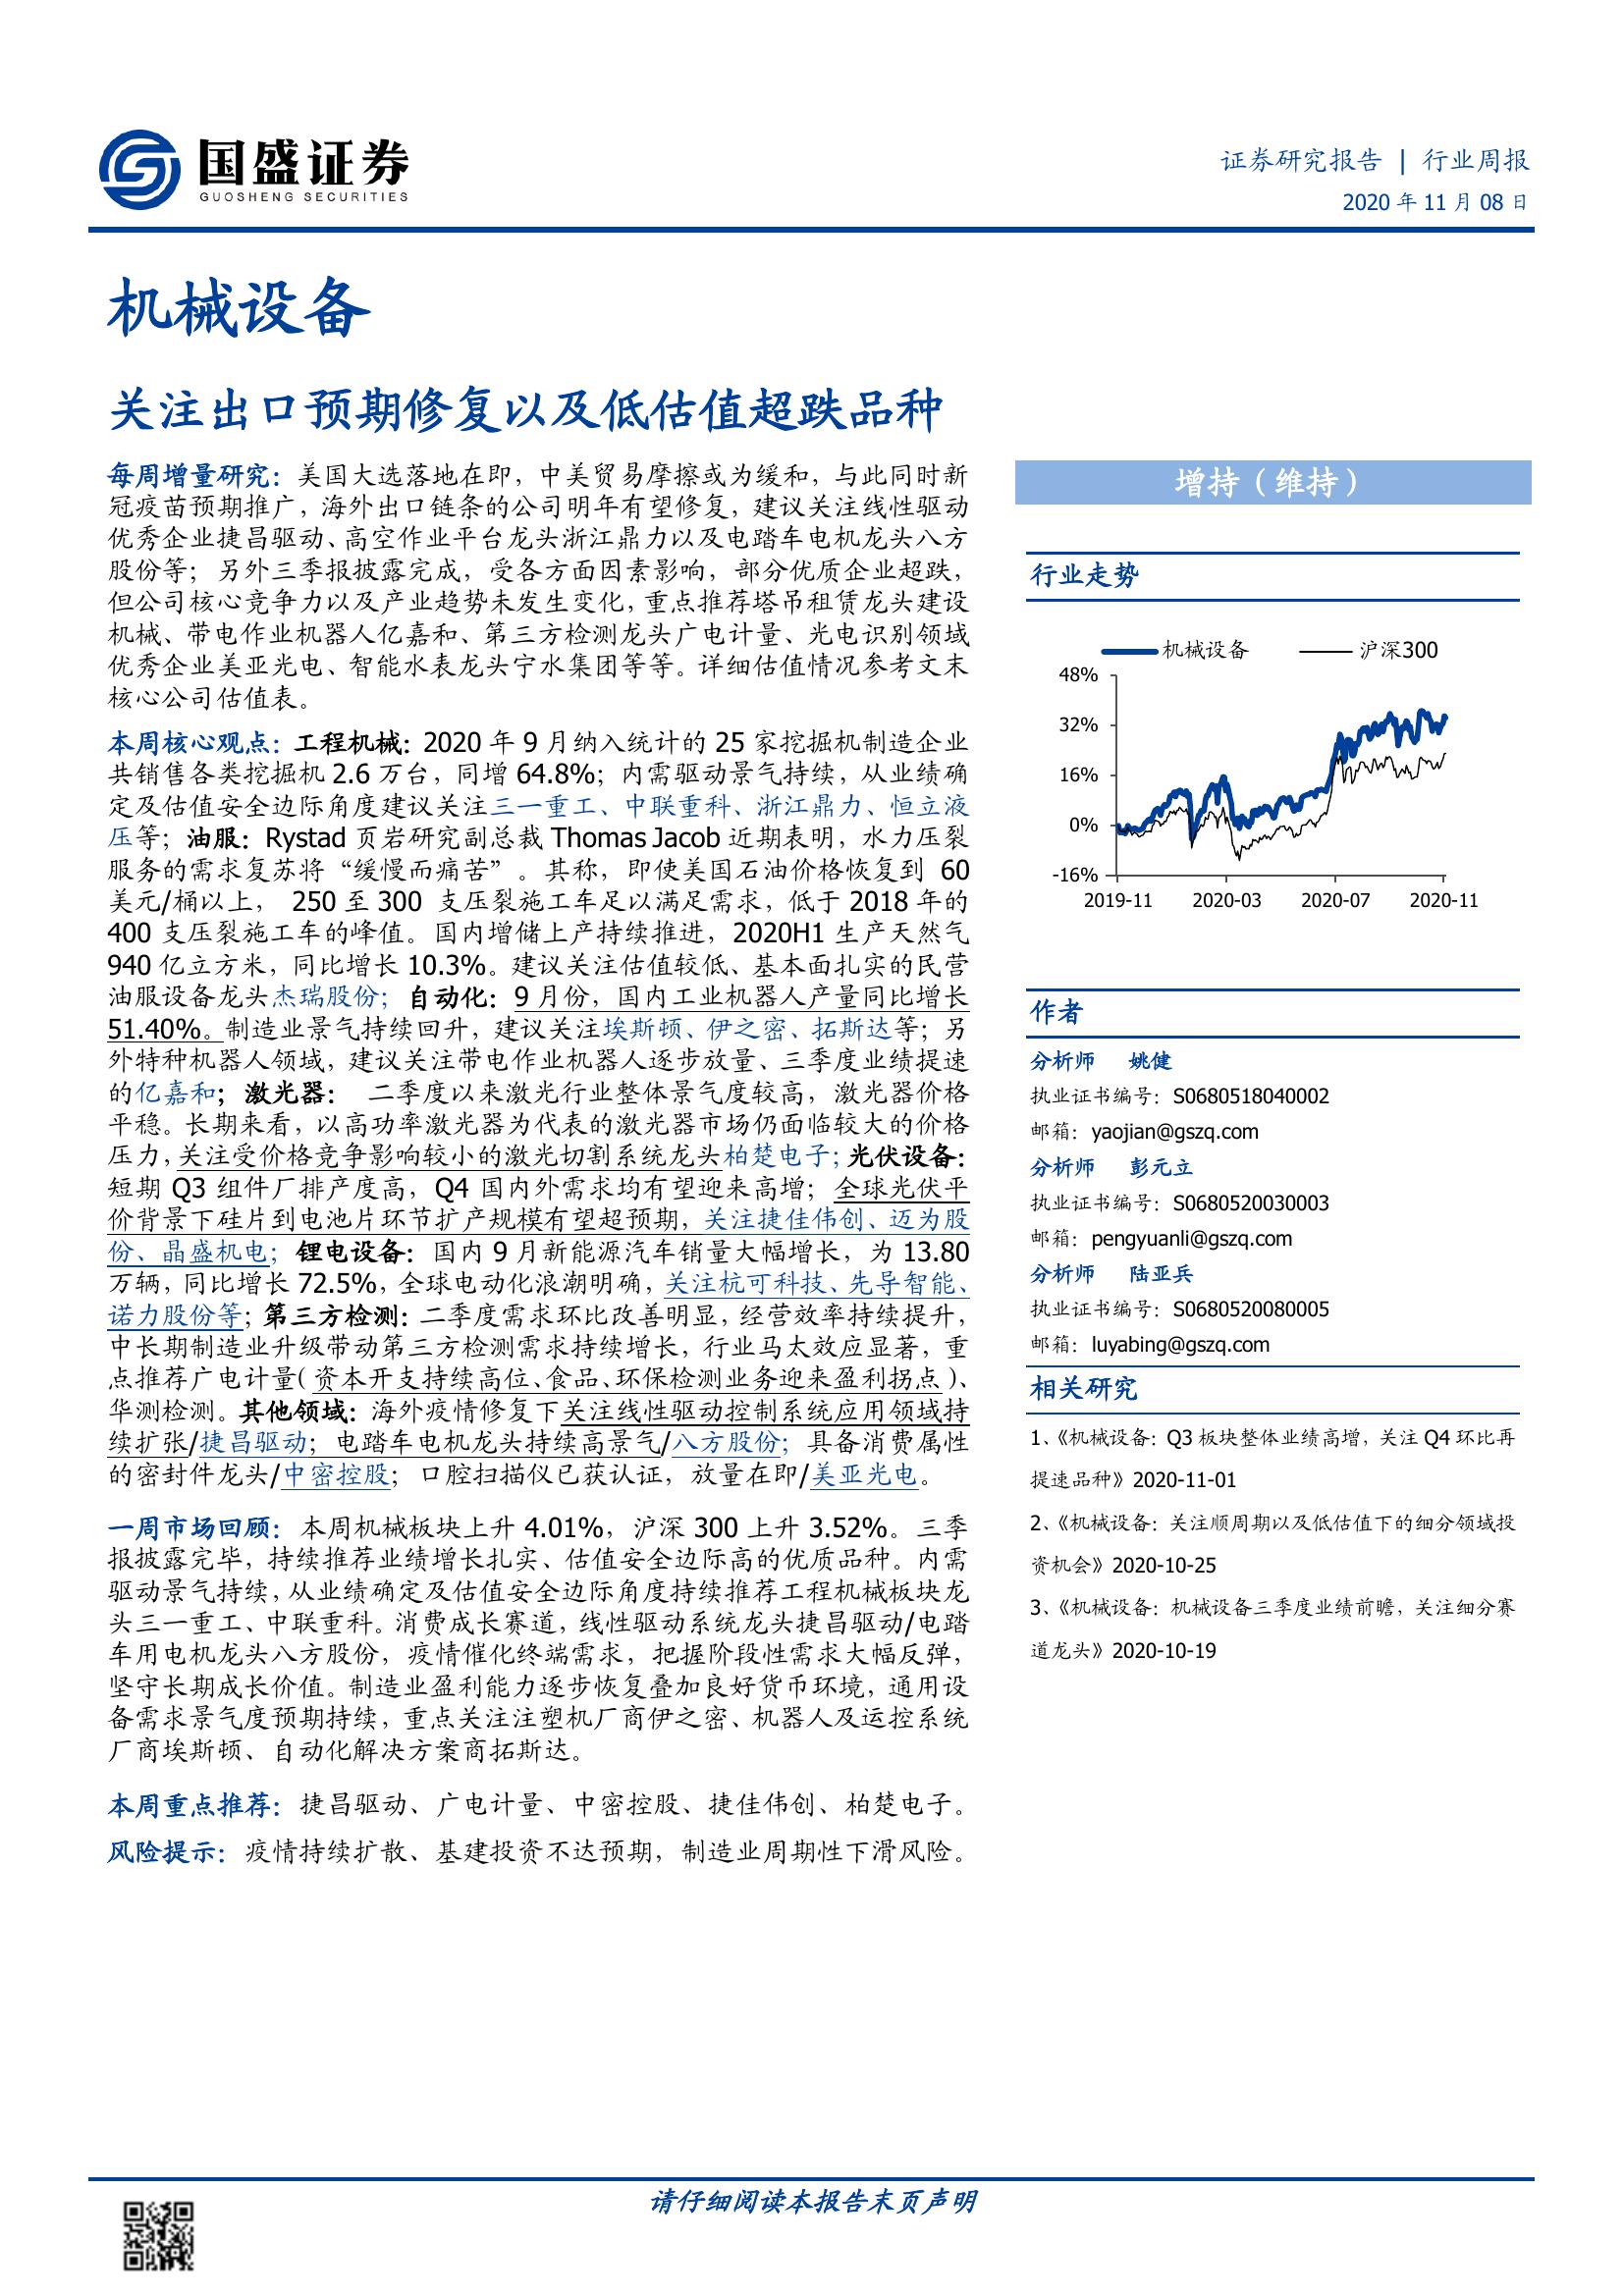 国盛证券
GUOSHENG SECURITIES
证券研究报告 | 行业周报
2020 年 11 月 08 日
机械设备
关注出口预期修复以及低估值超跌品种
每周增量研究：美国大选落地在即，中美贸易摩擦或为缓和，与此同时新
冠疫苗预期推广，海外出口链条的公司明年有望修复，建议关注线性驱动
优秀企业捷昌驱动、高空作业平台龙头浙江鼎力以及电踏车电机龙头八方
股份等；另外三季报披露完成，受各方面因素影响，部分优质企业超跌，
但公司核心竞争力以及产业趋势未发生变化，重点推荐塔吊租赁龙头建设
机械、带电作业机器人亿嘉和、第三方检测龙头广电计量、光电识别领域
优秀企业美亚光电、智能水表龙头宁水集团等等。详细估值情况参考文末
核心公司估值表。
本周核心观点：工程机械：2020 年 9 月纳入统计的 25 家挖掘机制造企业
共销售各类挖掘机 2.6 万台，同增 64.8%；内需驱动景气持续，从业绩确
定及估值安全边际角度建议关注三一重工、中联重科、浙江鼎力、恒立液
压等；油服：Rystad 页岩研究副总裁 Thomas Jacob 近期表明，水力压裂
服务的需求复苏将“缓慢而痛苦”。其称，即使美国石油价格恢复到 60
美元/桶以上， 250 至 300 支压裂施工车足以满足需求，低于 2018 年的
400 支压裂施工车的峰值。国内增储上产持续推进，2020H1 生产天然气
940 亿立方米，同比增长 10.3%。建议关注估值较低、基本面扎实的民营
油服设备龙头杰瑞股份；自动化：9 月份，国内工业机器人产量同比增长
51.40%。制造业景气持续回升，建议关注埃斯顿、伊之密、拓斯达等；另
外特种机器人领域，建议关注带电作业机器人逐步放量、三季度业绩提速
的亿嘉和；激光器： 二季度以来激光行业整体景气度较高，激光器价格
平稳。长期来看，以高功率激光器为代表的激光器市场仍面临较大的价格
压力，关注受价格竞争影响较小的激光切割系统龙头柏楚电子；光伏设备：
短期 Q3 组件厂排产度高，Q4 国内外需求均有望迎来高增；全球光伏平
价背景下硅片到电池片环节扩产规模有望超预期，关注捷佳伟创、迈为股
份、晶盛机电；锂电设备：国内 9 月新能源汽车销量大幅增长，为 13.80
万辆，同比增长 72.5%，全球电动化浪潮明确，关注杭可科技、先导智能、
诺力股份等；第三方检测：二季度需求环比改善明显，经营效率持续提升，
中长期制造业升级带动第三方检测需求持续增长，行业马太效应显著，重
点推荐广电计量（资本开支持续高位、食品、环保检测业务迎来盈利拐点）、
华测检测。其他领域：海外疫情修复下关注线性驱动控制系统应用领域持
续扩张/捷昌驱动；电踏车电机龙头持续高景气/八方股份；具备消费属性
的密封件龙头/中密控股；口腔扫描仪已获认证，放量在即/美亚光电。
一周市场回顾：本周机械板块上升 4.01%，沪深 300 上升 3.52%。三季
报披露完毕，持续推荐业绩增长扎实、估值安全边际高的优质品种。内需
驱动景气持续，从业绩确定及估值安全边际角度持续推荐工程机械板块龙
头三一重工、中联重科。消费成长赛道，线性驱动系统龙头捷昌驱动/电踏
车用电机龙头八方股份，疫情催化终端需求，把握阶段性需求大幅反弹，
坚守长期成长价值。制造业盈利能力逐步恢复叠加良好货币环境，通用设
备需求景气度预期持续，重点关注注塑机厂商伊之密、机器人及运控系统
厂商埃斯顿、自动化解决方案商拓斯达。
本周重点推荐：捷昌驱动、广电计量、中密控股、捷佳伟创、柏楚电子。
风险提示：疫情持续扩散、基建投资不达预期，制造业周期性下滑风险。
增持（维持）
行业走势
机械设备 沪深300
48%
32%
16%
0%
-16%
2019-11 2020-03 2020-07 2020-11
作者
分析师 姚健
执业证书编号：S0680518040002
邮箱：yaojian@gszq.com
分析师 彭元立
执业证书编号：S0680520030003
邮箱：pengyuanli@gszq.com
分析师 陆亚兵
执业证书编号：S0680520080005
邮箱：luyabing@gszq.com
相关研究
1、《机械设备：Q3 板块整体业绩高增，关注 Q4 环比再
提速品种》2020-11-01
2、《机械设备：关注顺周期以及低估值下的细分领域投
资机会》2020-10-25
3、《机械设备：机械设备三季度业绩前瞻，关注细分赛
道龙头》2020-10-19
请仔细阅读本报告末页声明